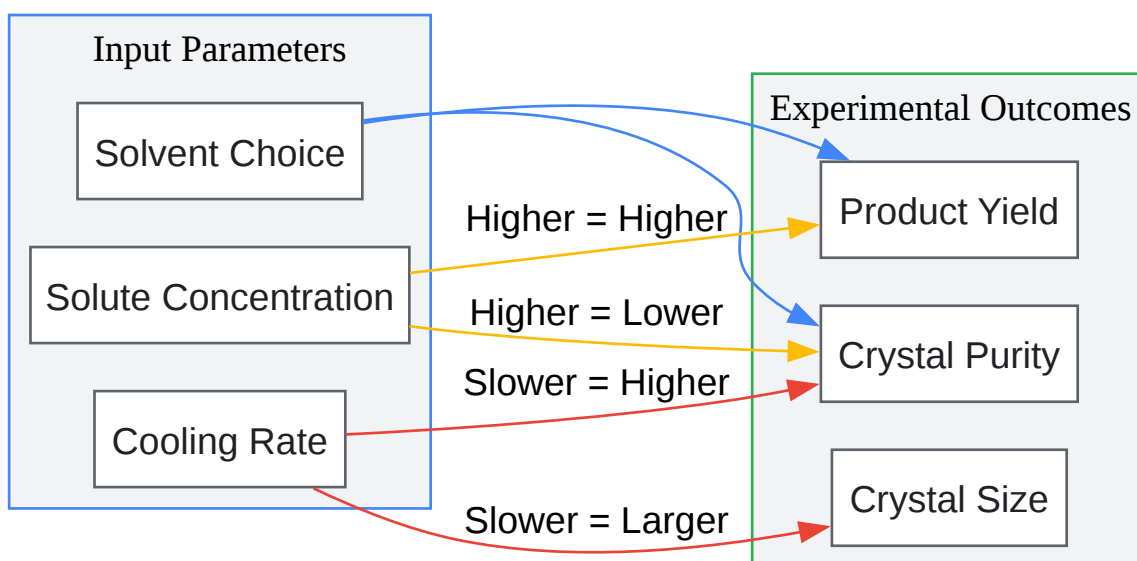 Input Parameters
Solvent Choice
Solute Concentration
Cooling Rate
Higher = Higher
Higher = Lower
Slower = Higher
Slower = Larger
Experimental Outcomes
Product Yield
Crystal Purity
Crystal Size